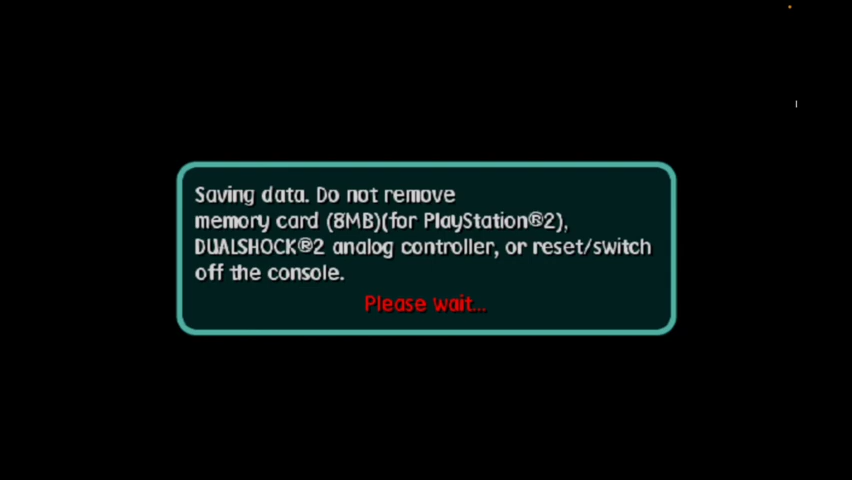 Saving data. Do not remove
memory card (8MB)(for PlayStation®2),
DUALSHOCK®2 analog controller, or reset/switch
off the console.
Please wait...